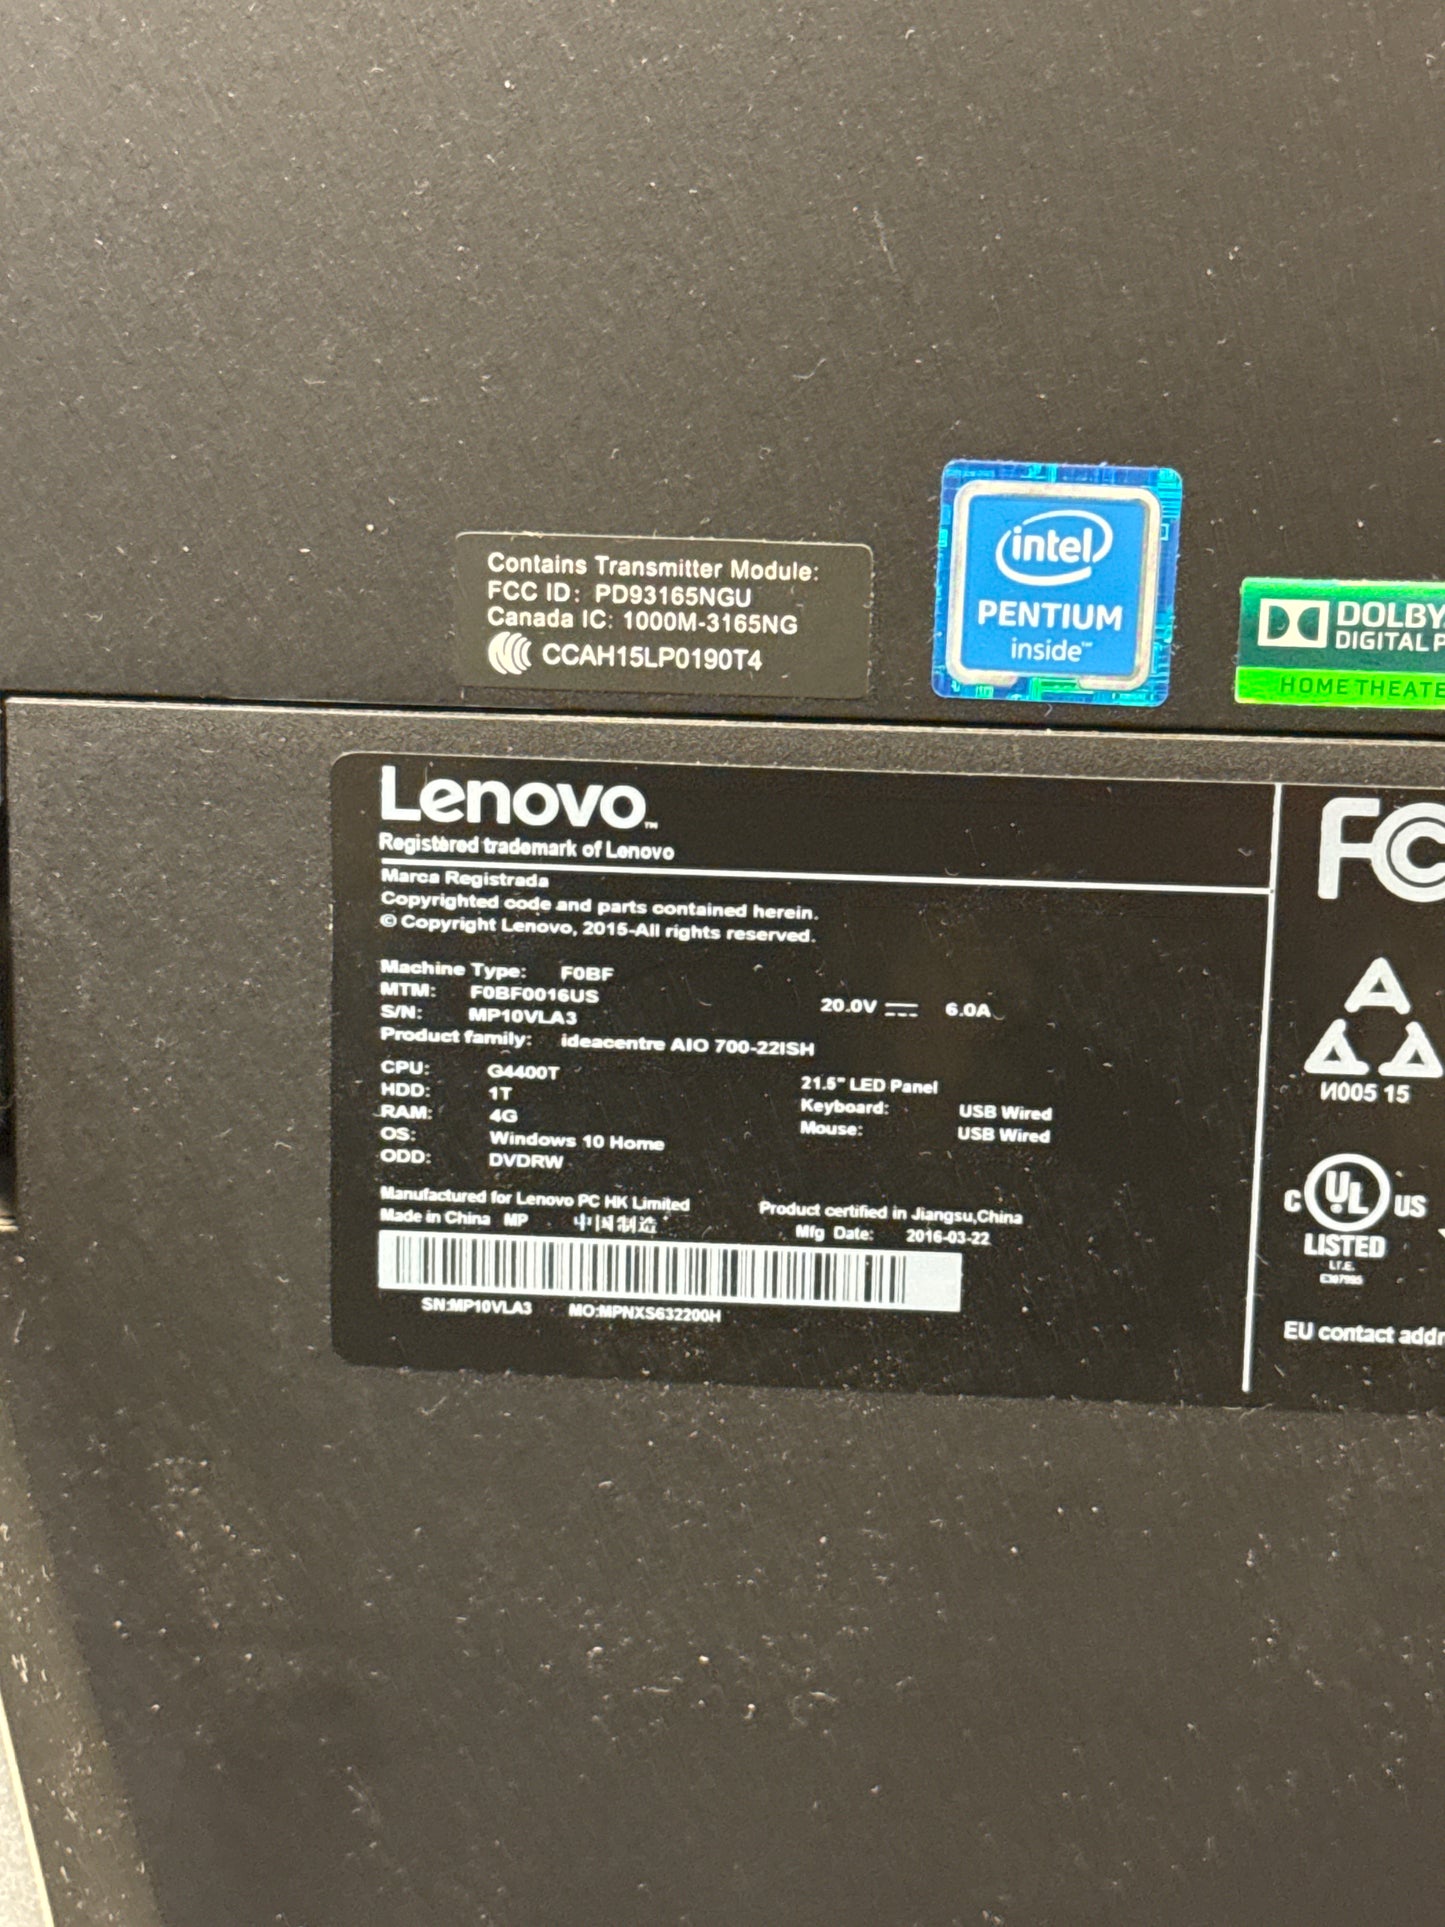 Contains Transmitter Module:
FCC ID: PD93165NGU
Canada IC: 1000M-3165NG
CCAH15LP0190T4
intel
PENTIUM
inside™
DOLBY
DIGITAL P
HOME THEATE
Lenovo™
Registered trademark of Lenovo
Marca Registrada
Copyrighted code and parts contained herein.
© Copyright Lenovo, 2015-All rights reserved.
Machine Type: F0BF
MTM: F0BF0016US
S/N: MP10VLA3
20.0V 6.0A
Product family: ideacentre AIO 700-22ISH
CPU: G4400T
HDD: 1T
RAM: 4G
OS: Windows 10 Home
ODD: DVDRW
21.5" LED Panel
Keyboard: USB Wired
Mouse: USB Wired
Manufactured for Lenovo PC HK Limited
Made in China MP 中国制造
Product certified in Jiangsu,China
Mfg Date: 2016-03-22
SN:MP10VLA3 MO:MPNXS632200H
FC
И005 15
C UL US
LISTED
I.T.E.
E307995
EU contact addr